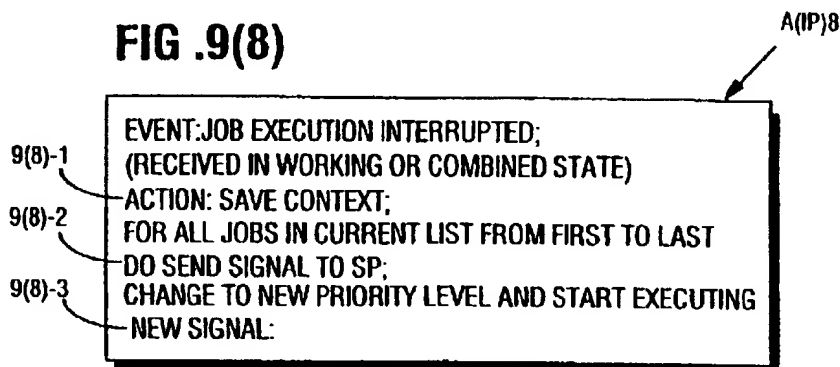 FIG .9(8)
A(IP)8
EVENT:JOB EXECUTION INTERRUPTED;
(RECEIVED IN WORKING OR COMBINED STATE)
9(8)-1
ACTION: SAVE CONTEXT;
9(8)-2
FOR ALL JOBS IN CURRENT LIST FROM FIRST TO LAST
DO SEND SIGNAL TO SP;
9(8)-3
CHANGE TO NEW PRIORITY LEVEL AND START EXECUTING
NEW SIGNAL: